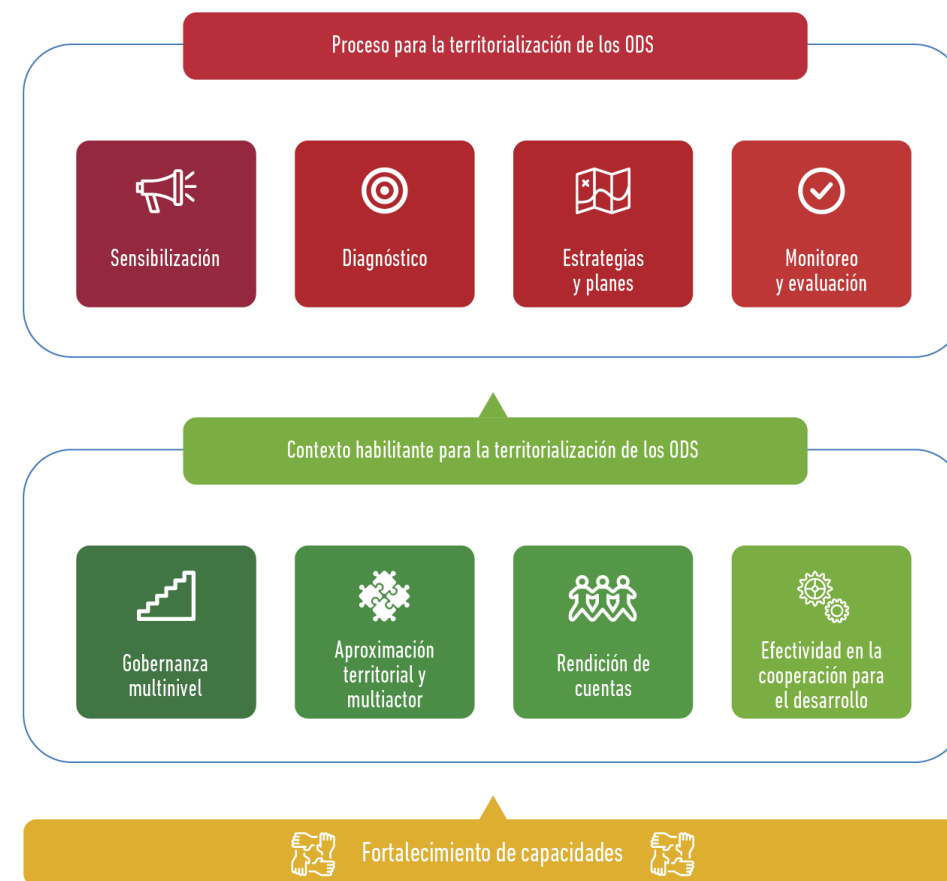 Proceso para la territorialización de los ODS
Sensibilización
Diagnóstico
Estrategias
y planes
Monitoreo
y evaluación
Contexto habilitante para la territorialización de los ODS
Gobernanza
multinivel
Aproximación
territorial y
multiactor
Rendición de
cuentas
Efectividad en la
cooperación para
el desarrollo
Fortalecimiento de capacidades